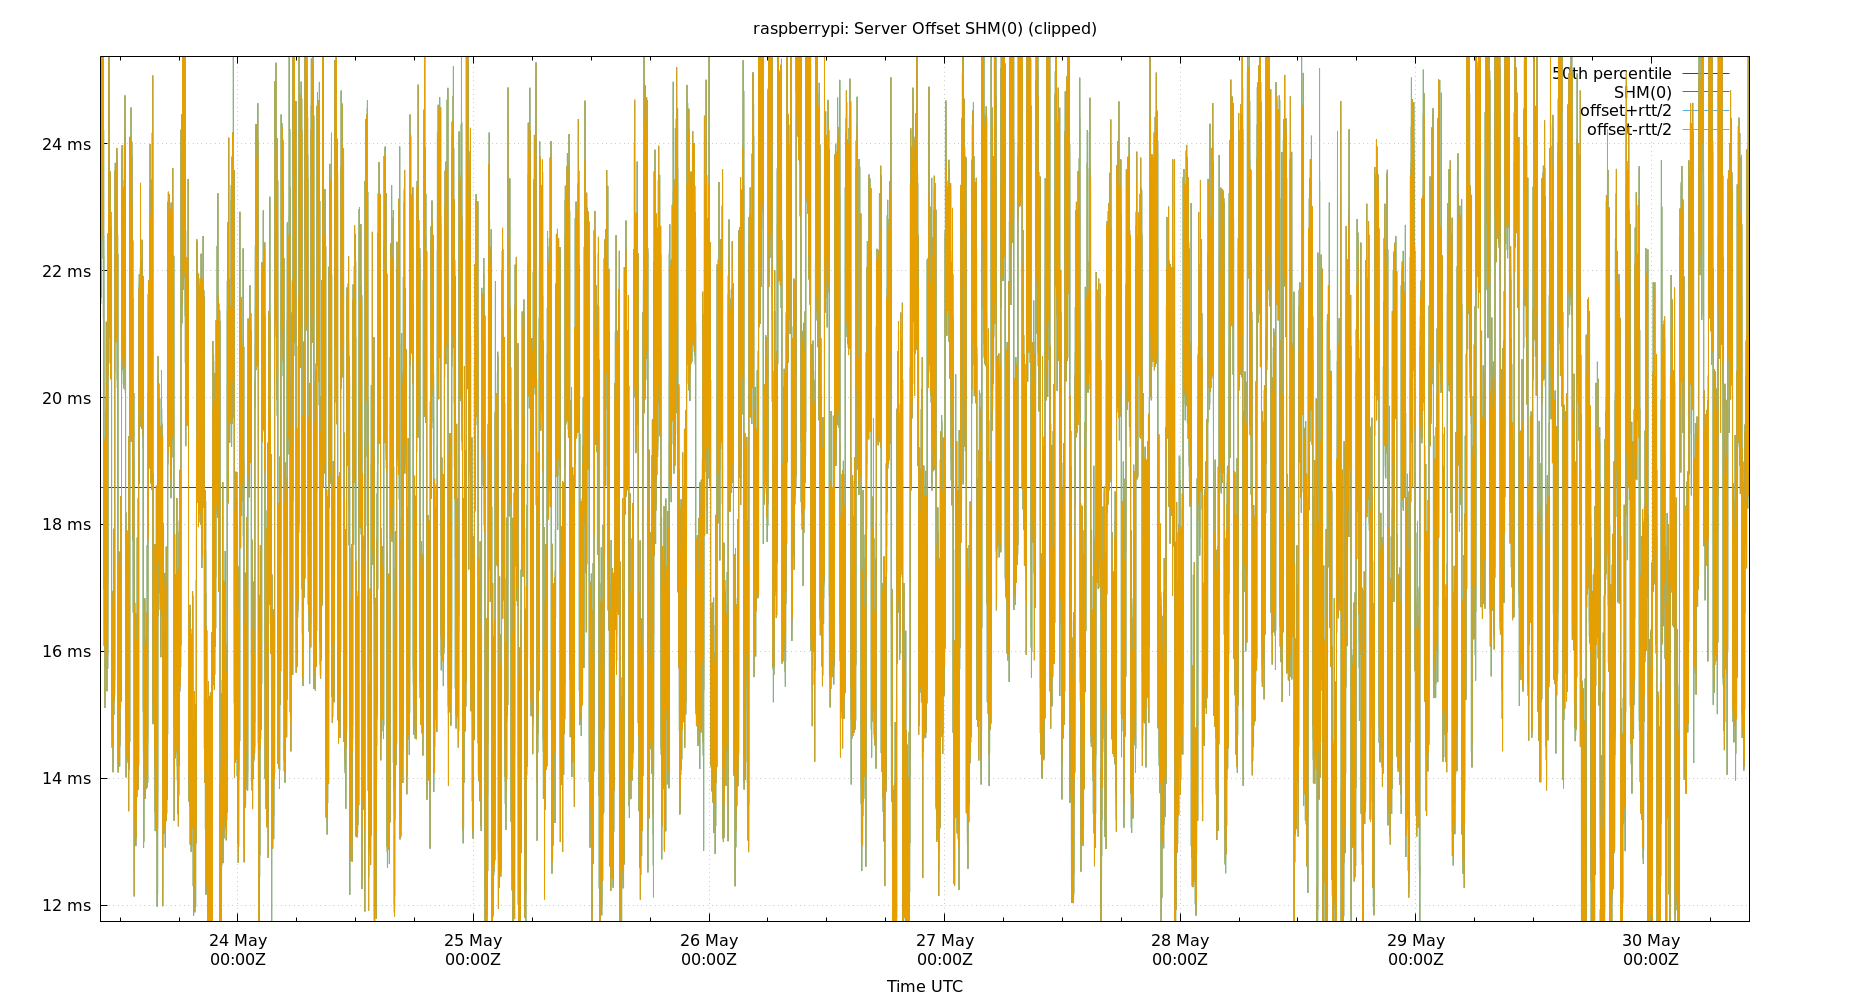 raspberrypi: Server Offset SHM(0) (clipped)
50th percentile
SHM(0)
offset+rtt/2
offset-rtt/2
24 ms
22 ms
20 ms
18 ms
16 ms
14 ms
12 ms
24 May 25 May 26 May 27 May 28 May 29 May 30 May
00:00Z 00:00Z 00:00Z 00:00Z 00:00Z 00:00Z 00:00Z
Time UTC